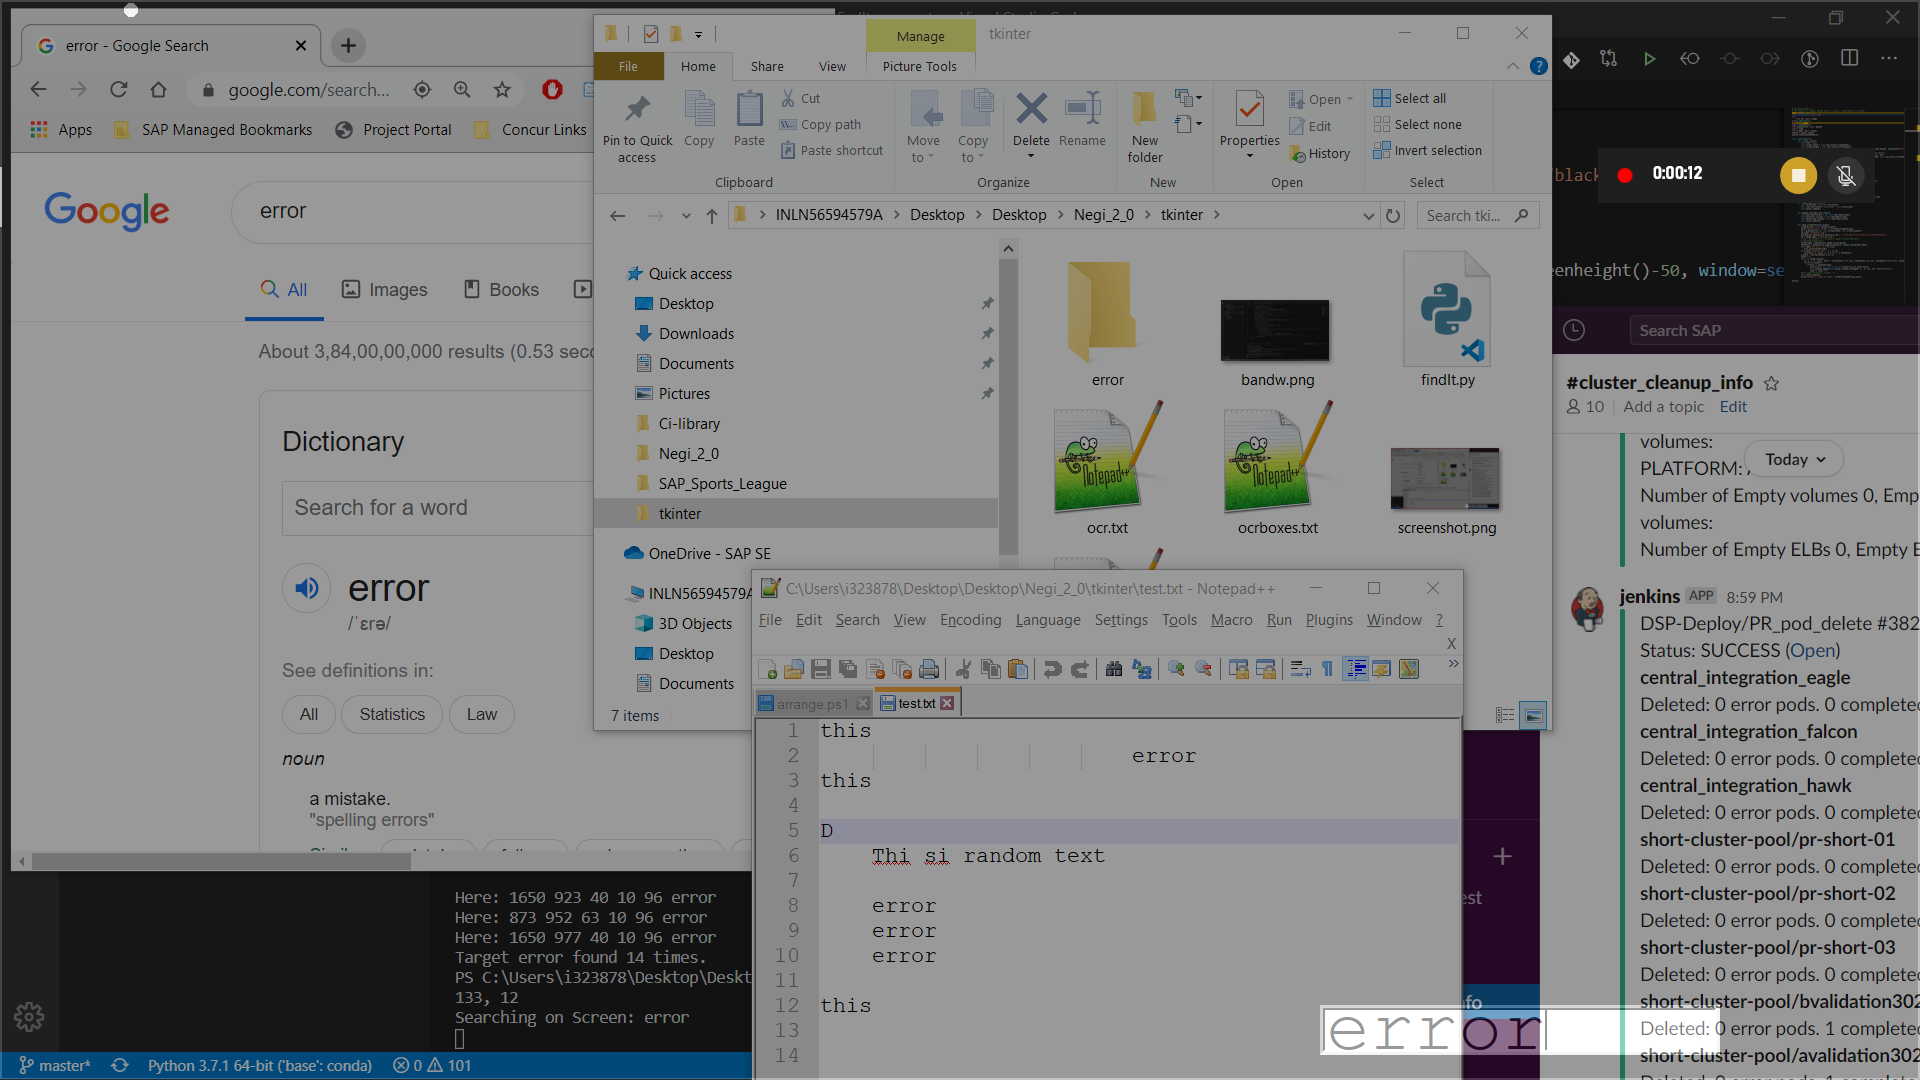 error - Google Search
google.com/search...
Apps
SAP Managed Bookmarks
Project Portal
Concur Links
Google
error
All
Images
Books
About 3,84,00,00,000 results (0.53 seco
Dictionary
Search for a word
error
/ˈɛrə/
See definitions in:
All
Statistics
Law
noun
a mistake.
"spelling errors"
Manage
tkinter
File
Home
Share
View
Picture Tools
Pin to Quick access
Copy
Paste
Cut
Copy path
Paste shortcut
Clipboard
Move to
Copy to
Delete
Rename
Organize
New folder
New
Properties
Open
Edit
History
Open
Select all
Select none
Invert selection
Select
INLN56594579A > Desktop > Desktop > Negi_2_0 > tkinter >
Search tki...
Quick access
Desktop
Downloads
Documents
Pictures
Ci-library
Negi_2_0
SAP_Sports_League
tkinter
OneDrive - SAP SE
INLN56594579A
3D Objects
Desktop
Documents
7 items
error
bandw.png
findIt.py
ocr.txt
ocrboxes.txt
screenshot.png
C:\Users\i323878\Desktop\Desktop\Negi_2_0\tkinter\test.txt - Notepad++
File Edit Search View Encoding Language Settings Tools Macro Run Plugins Window ?
X
arrange.ps1
test.txt
1 this
2 error
3 this
4
5 D
6 Thi si random text
7
8 error
9 error
10 error
11
12 this
13
14
Here: 1650 923 40 10 96 error
Here: 873 952 63 10 96 error
Here: 1650 977 40 10 96 error
Target error found 14 times.
PS C:\Users\i323878\Desktop\Deskt
133, 12
Searching on Screen: error
master*
Python 3.7.1 64-bit ('base': conda)
0 101
'black
0:00:12
eenheight()-50, window=se
Search SAP
#cluster_cleanup_info
10
Add a topic
Edit
volumes:
PLATFORM:
Today
Number of Empty volumes 0, Emp
volumes:
Number of Empty ELBs 0, Empty E
jenkins APP 8:59 PM
DSP-Deploy/PR_pod_delete #382
Status: SUCCESS (Open)
central_integration_eagle
Deleted: 0 error pods. 0 complete
central_integration_falcon
Deleted: 0 error pods. 0 complete
central_integration_hawk
Deleted: 0 error pods. 0 complete
short-cluster-pool/pr-short-01
Deleted: 0 error pods. 0 complete
short-cluster-pool/pr-short-02
Deleted: 0 error pods. 0 complete
short-cluster-pool/pr-short-03
Deleted: 0 error pods. 0 complete
short-cluster-pool/bvalidation302
Deleted: 0 error pods. 1 complete
short-cluster-pool/avalidation302
est
fo
error